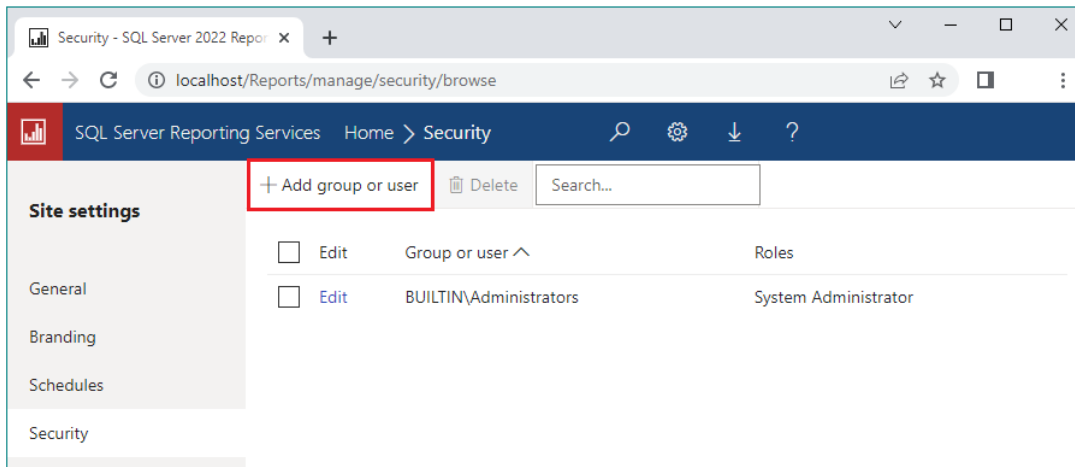 Security - SQL Server 2022 Repor
localhost/Reports/manage/security/browse
SQL Server Reporting Services Home > Security ?
+ Add group or user Delete Search...
Site settings
Edit Group or user Roles
General
Edit BUILTIN\Administrators System Administrator
Branding
Schedules
Security